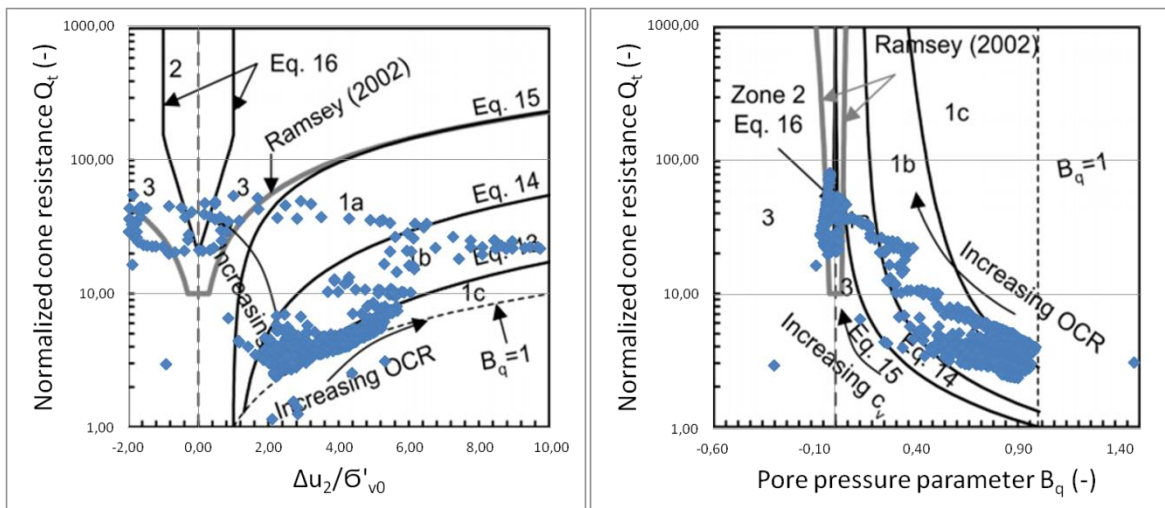 Normalized cone resistance Qt (-)
1000,00
100,00
10,00
1,00
-2,00 0,00 2,00 4,00 6,00 8,00 10,00
Δu2/σ'v0
2
Eq. 16
Ramsey (2002)
Eq. 15
3
3
1a
Eq. 14
1b
1c
Increasing
Increasing OCR
Bq=1
Normalized cone resistance Qt (-)
1000,00
100,00
10,00
1,00
-0,60 -0,10 0,40 0,90 1,40
Pore pressure parameter Bq (-)
Ramsey (2002)
Zone 2
Eq. 16
1c
1b
Bq=1
3
3
Increasing OCR
Eq. 15
Eq. 14
Increasing cv